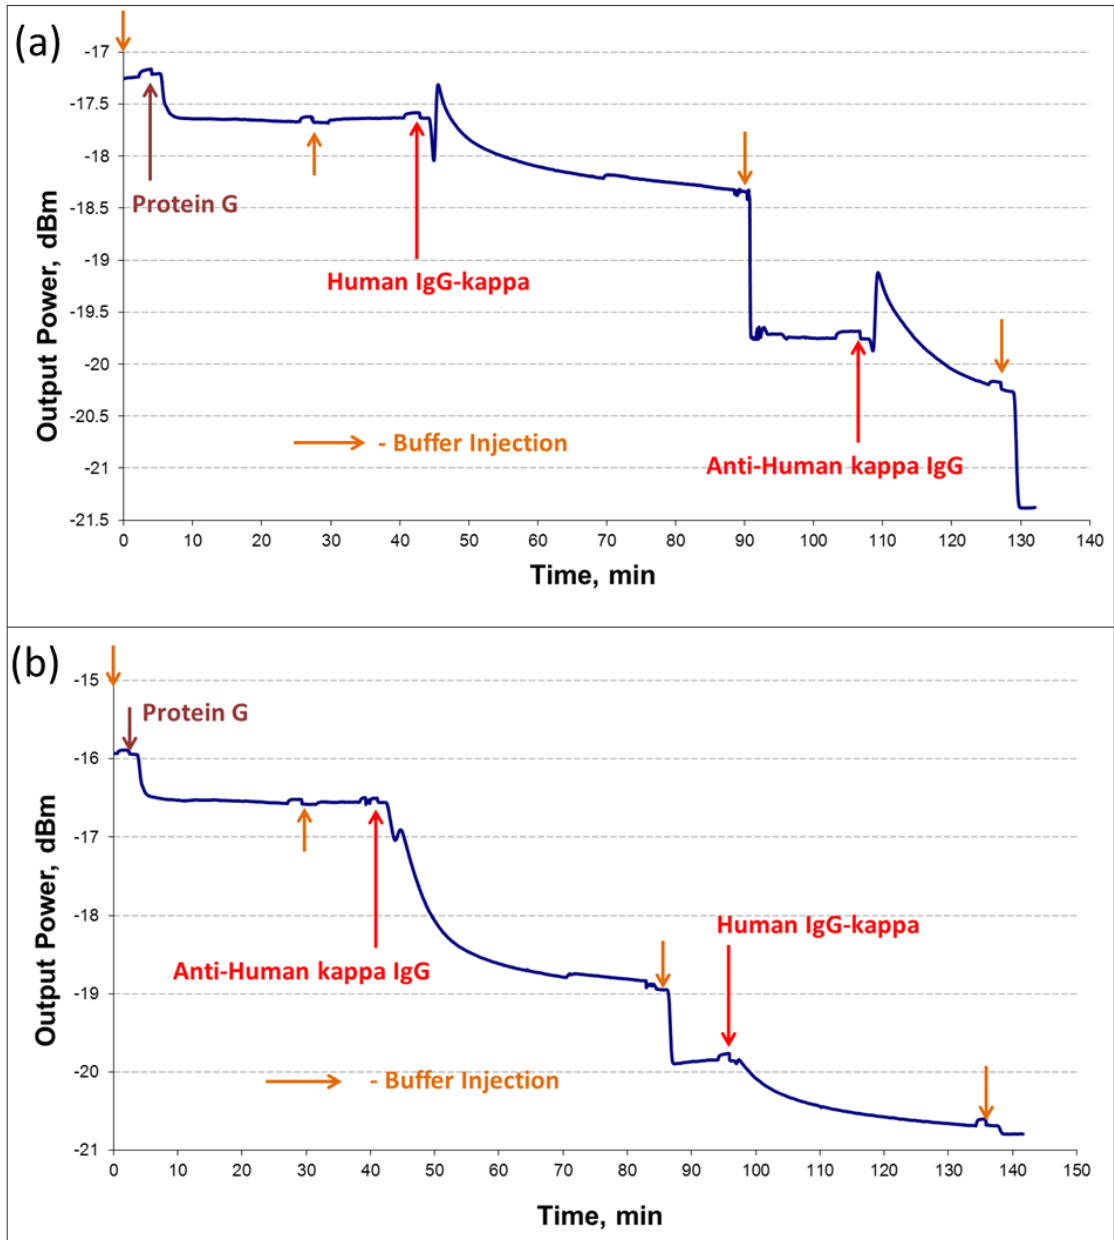 (a)
-17
-17.5
-18
-18.5
-19
-19.5
-20
-20.5
-21
-21.5
Output Power, dBm
Protein G
Human IgG-kappa
Anti-Human kappa IgG
- Buffer Injection
0 10 20 30 40 50 60 70 80 90 100 110 120 130 140
Time, min
(b)
-15
-16
-17
-18
-19
-20
-21
Output Power, dBm
Protein G
Human IgG-kappa
Anti-Human kappa IgG
- Buffer Injection
0 10 20 30 40 50 60 70 80 90 100 110 120 130 140 150
Time, min